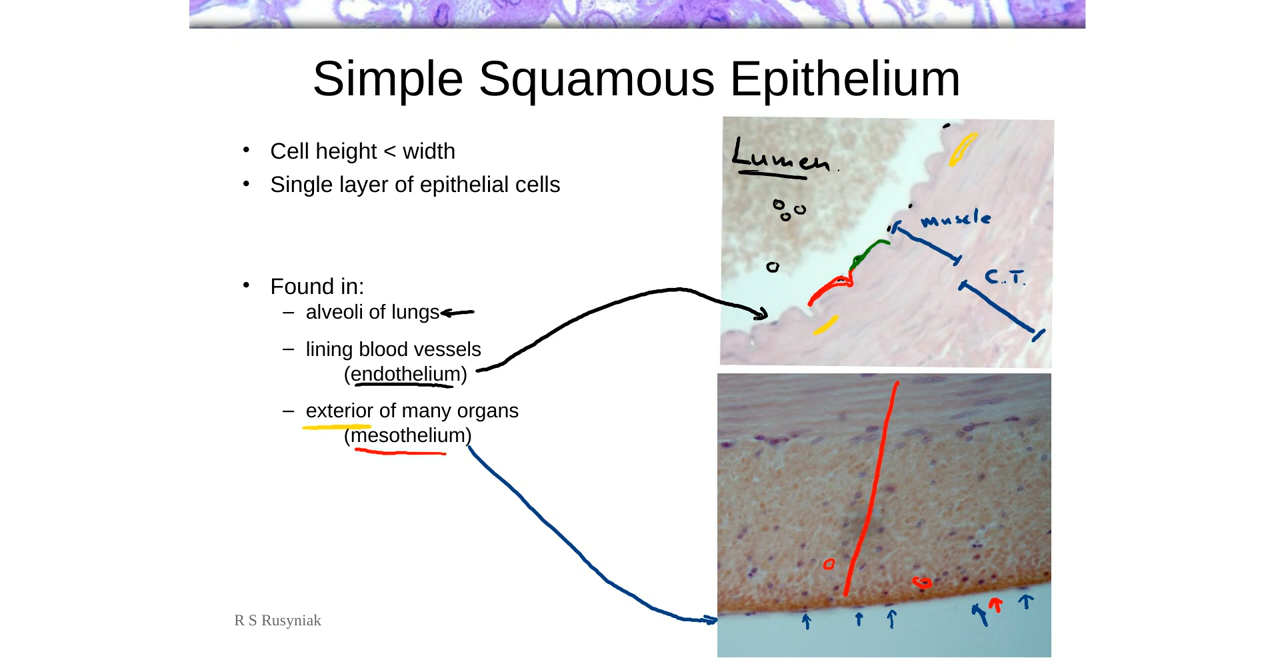 Simple Squamous Epithelium
• Cell height < width
• Single layer of epithelial cells
• Found in:
– alveoli of lungs
– lining blood vessels
(endothelium)
– exterior of many organs
(mesothelium)
R S Rusyniak
Lumen.
muscle
C.T.